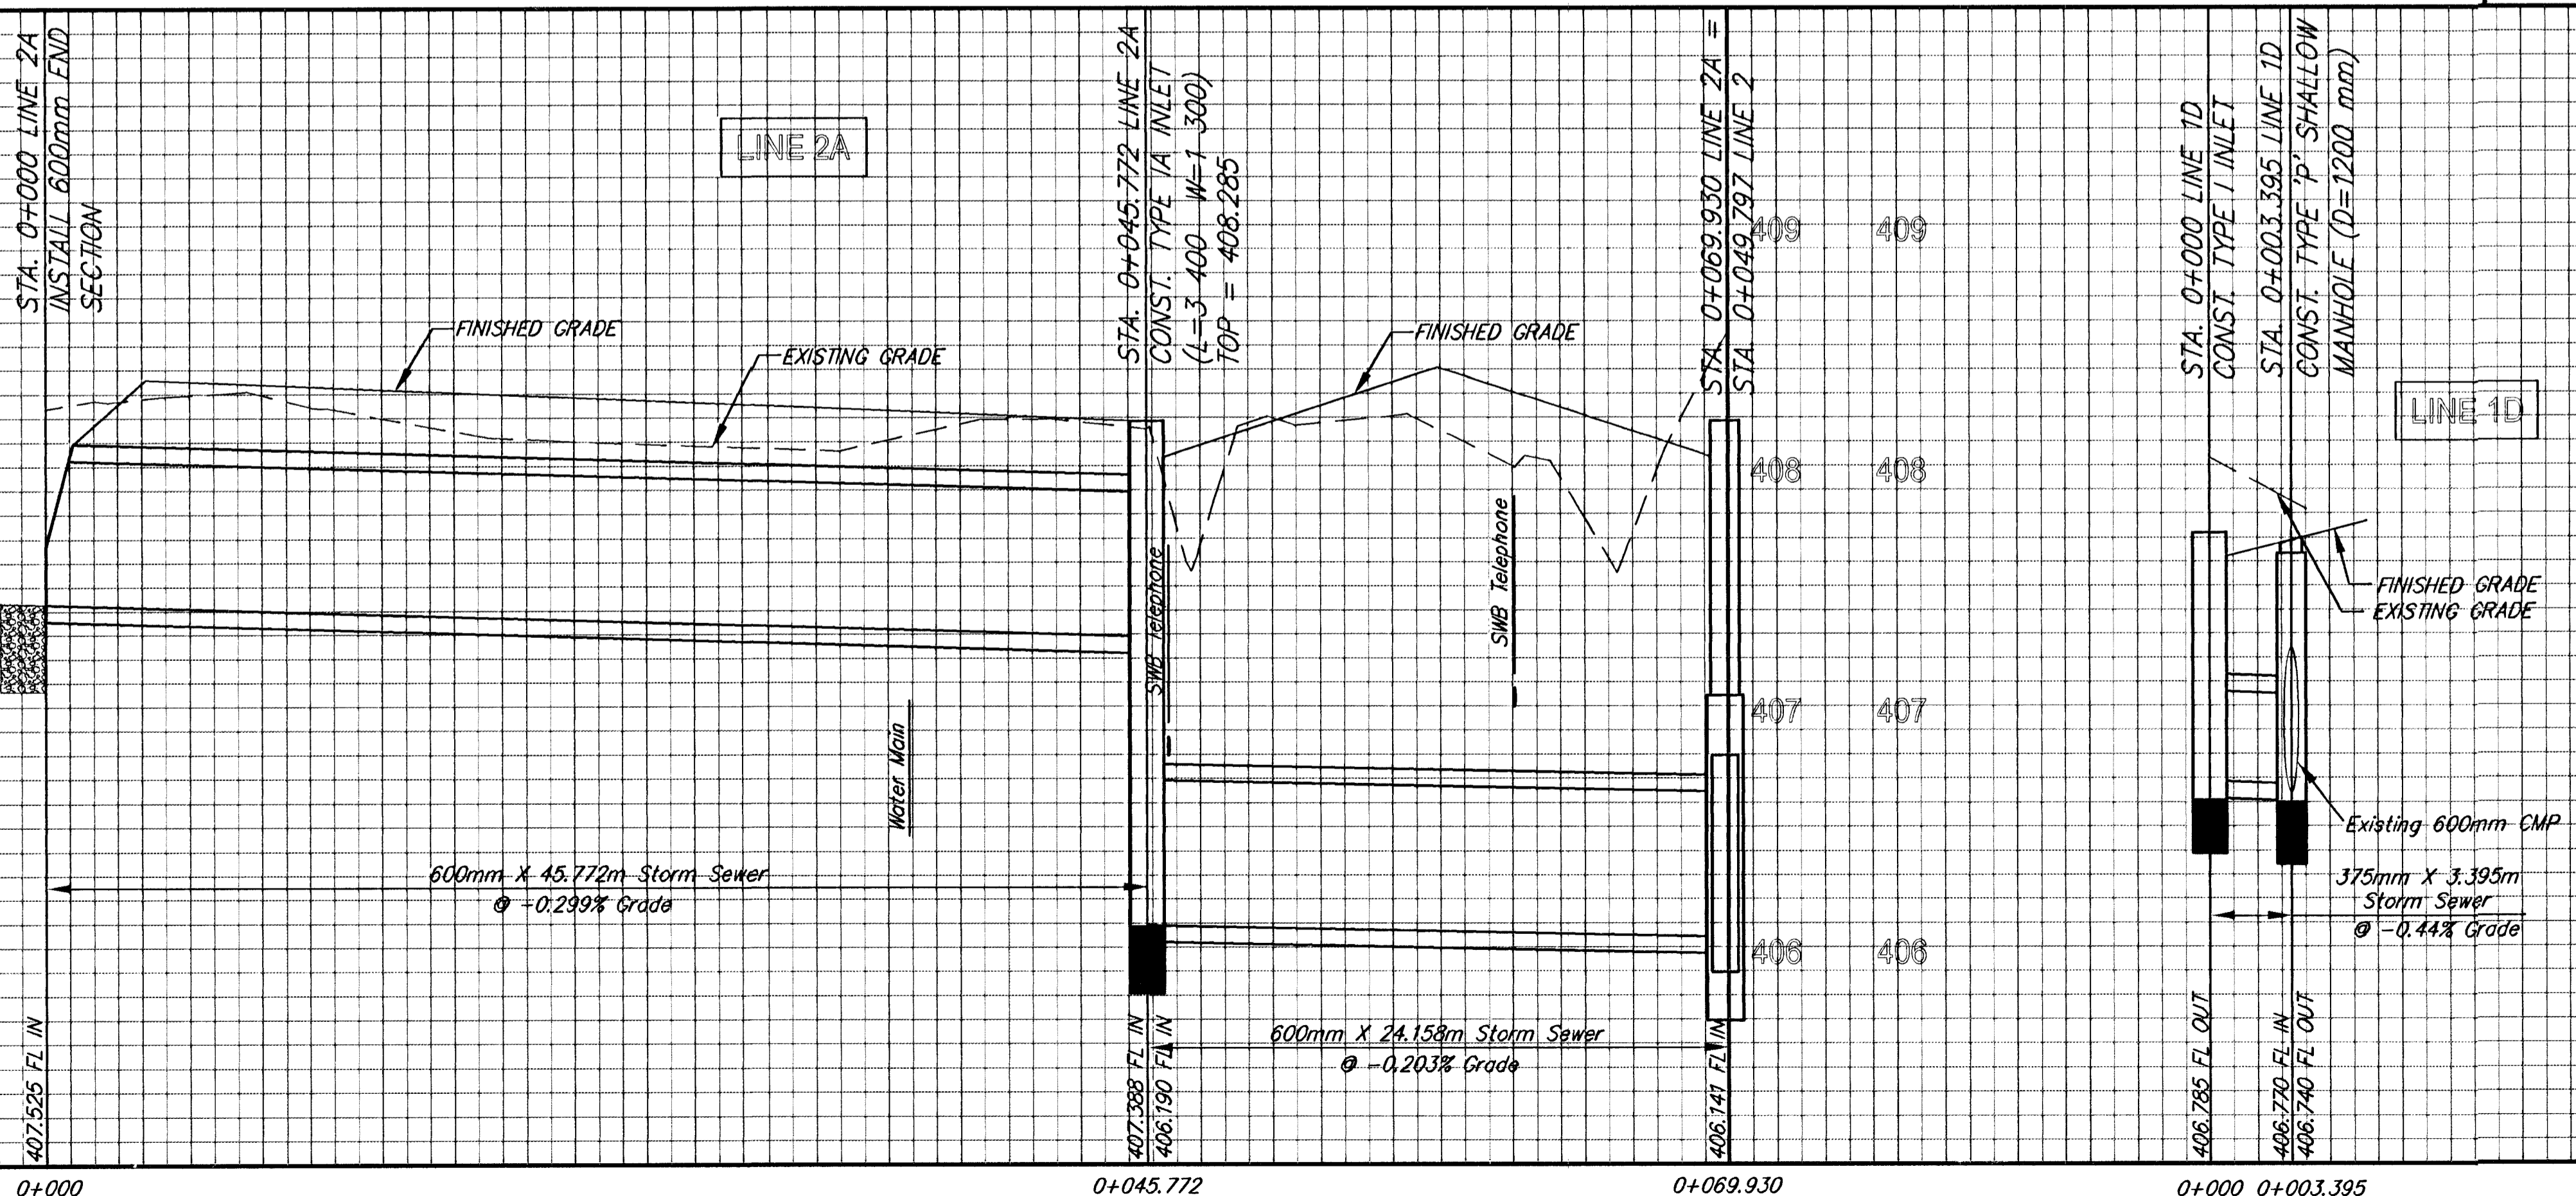 STA. 0+000 LINE 2A
INSTALL 600mm END
SECTION
LINE 2A
STA. 0+045.772 LINE 2A
CONST. TYPE IA INLET
(L=3 400 W=1 300)
TOP = 408.285
STA. 0+069.930 LINE 2A =
STA. 0+049.797 LINE 2
STA. 0+000 LINE 1D
CONST. TYPE I INLET
STA. 0+003.395 LINE 1D
CONST. TYPE 'P' SHALLOW
MANHOLE (D=1200 mm)
LINE 1D
FINISHED GRADE
EXISTING GRADE
FINISHED GRADE
409 409
408 408
407 407
406 406
SWB Telephone
SWB Telephone
Water Main
FINISHED GRADE
EXISTING GRADE
Existing 600mm CMP
600mm X 45.772m Storm Sewer
@ -0.299% Grade
375mm X 3.395m
Storm Sewer
@ -0.44% Grade
600mm X 24.158m Storm Sewer
@ -0.203% Grade
407.525 FL IN
407.388 FL IN
406.190 FL IN
406.141 FL IN
406.785 FL OUT
406.770 FL IN
406.740 FL OUT
0+000
0+045.772
0+069.930
0+000 0+003.395